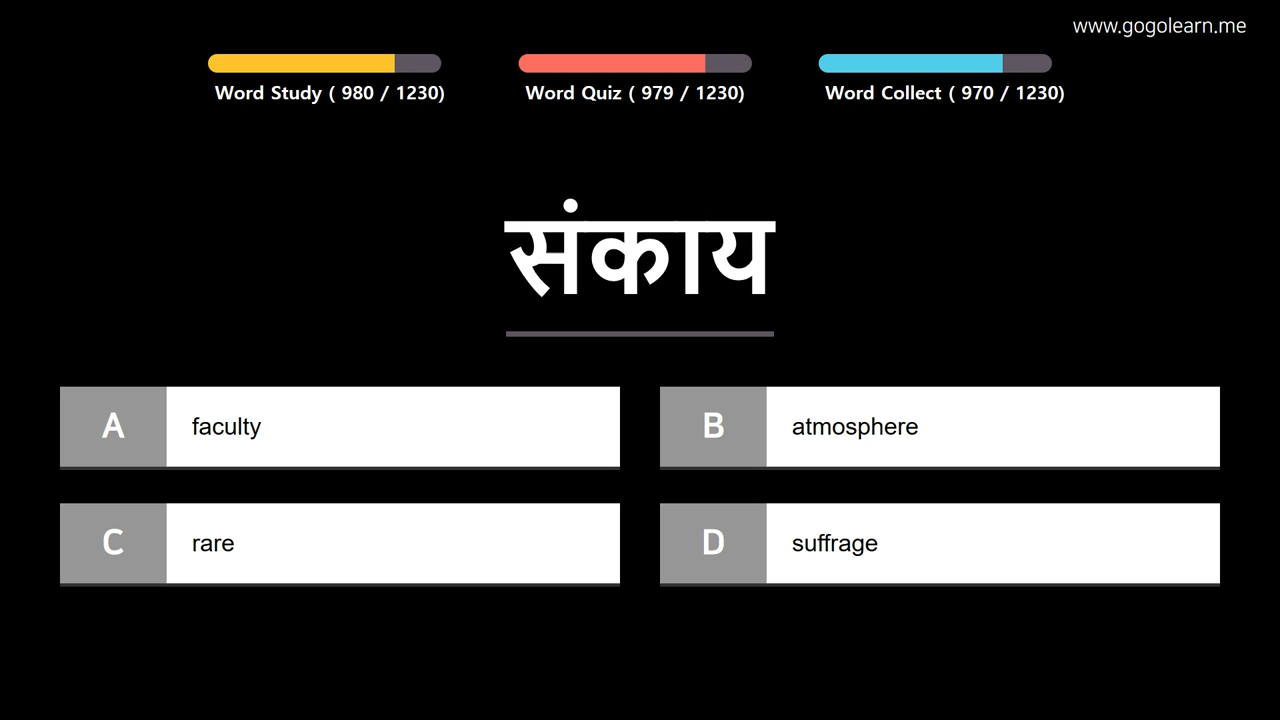 www.gogolearn.me
Word Study ( 980 / 1230)
Word Quiz ( 979 / 1230)
Word Collect ( 970 / 1230)
संकाय
A faculty
B atmosphere
C rare
D suffrage